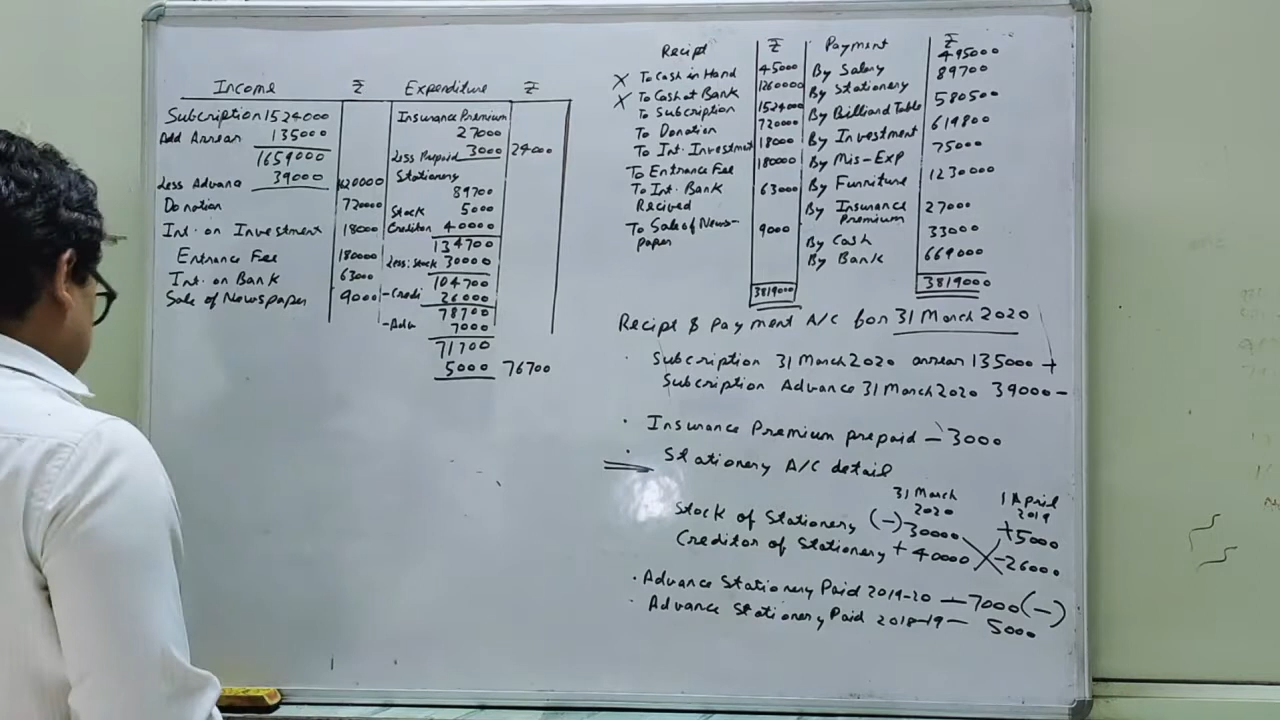 Income ₹ Expenditure ₹
Subscription 1524000
Add Arrear 135000
1659000
Less Advance 39000 1620000
Donation 720000
Int. on Investment 18000
Entrance Fee 180000
Int. on Bank 63000
Sale of Newspaper 9000
Insurance Premium
27000
Less Prepaid 3000 24000
Stationery
89700
Stock 5000
Creditor 40000
134700
Less: Stock 30000
104700
-Credi 26000
78700
-Adv 7000
71700
5000 76700
Recipt ₹ Payment ₹
X To Cash in Hand 45000
X To Cash at Bank 1260000
To Subscription 1524000
To Donation 720000
To Int. Investment 18000
To Entrance Fee 180000
To Int. Bank 63000
Recived
To Sale of News-
paper 9000
3819000
By Salary 495000
By Stationery 89700
By Billiard Table 580500
By Investment 619800
By Mis-Exp 75000
By Furniture 1230000
By Insurance
Premium 27000
By Cash 33000
By Bank 669000
3819000
Recipt & Payment A/C for 31 March 2020
· Subscription 31 March 2020 arrear 135000 +
Subscription Advance 31 March 2020 39000 -
· Insurance Premium prepaid - 3000
· Stationery A/C detail
31 March 2020 1 April 2019
Stock of Stationery (-) 30000 +5000
Creditor of Stationery + 40000 -26000
· Advance Stationery Paid 2019-20 - 7000 (-)
· Advance Stationery Paid 2018-19 - 5000